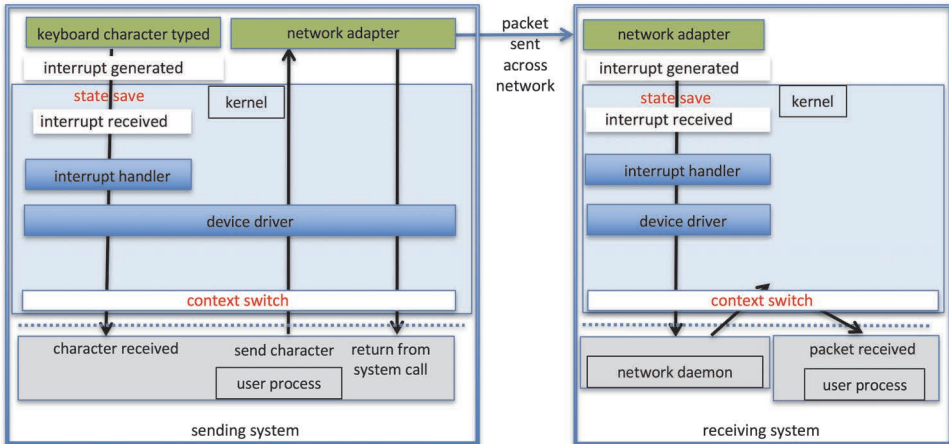 keyboard character typed
network adapter
packet
sent
across
network
network adapter
interrupt generated
interrupt generated
state save
kernel
state save
kernel
interrupt received
interrupt received
interrupt handler
interrupt handler
device driver
device driver
context switch
context switch
character received
send character
return from
system call
user process
network daemon
packet received
user process
sending system
receiving system